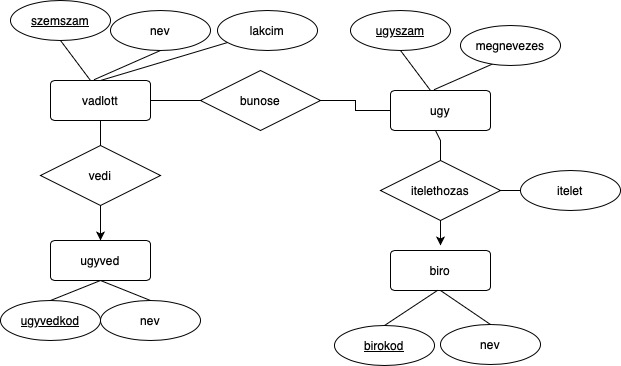 szemszam
nev
lakcim
ugyszam
megnevezes
vadlott
bunose
ugy
vedi
itelethozas
itelet
ugyved
biro
ugyvedkod
nev
birokod
nev